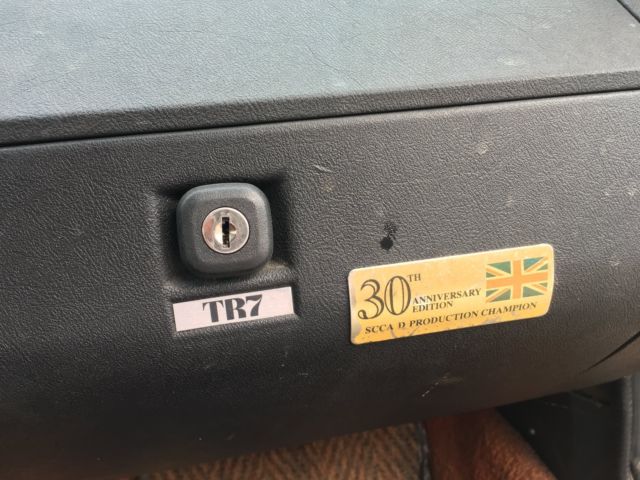 TR7
30TH ANNIVERSARY
EDITION
SCCA D PRODUCTION CHAMPION